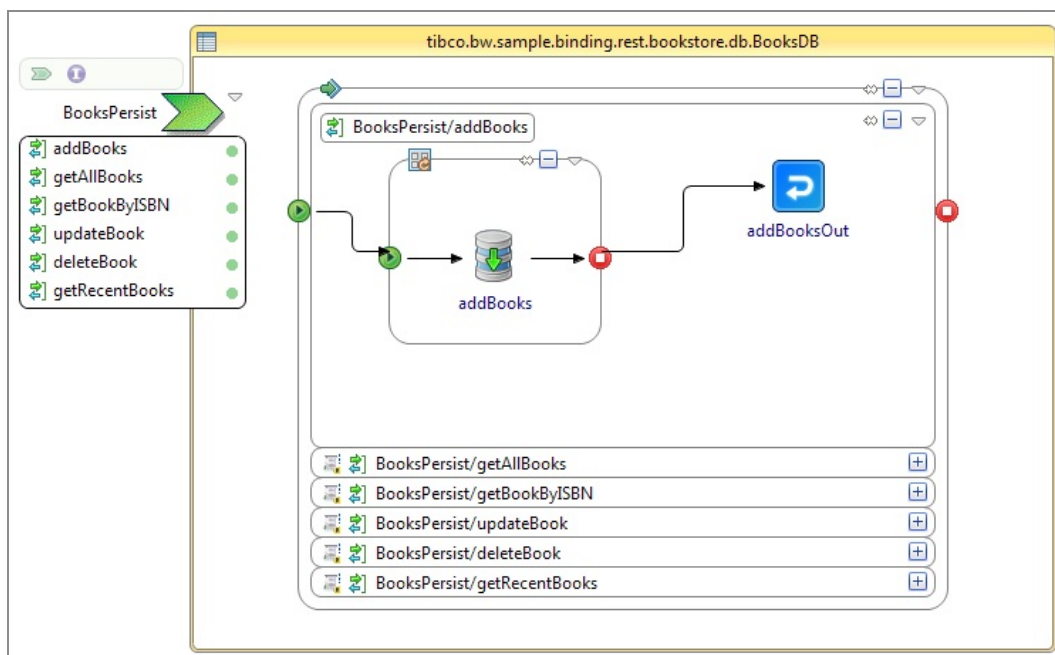 tibco.bw.sample.binding.rest.bookstore.db.BooksDB
BooksPersist
addBooks
getAllBooks
getBookByISBN
updateBook
deleteBook
getRecentBooks
BooksPersist/addBooks
addBooks
addBooksOut
BooksPersist/getAllBooks
BooksPersist/getBookByISBN
BooksPersist/updateBook
BooksPersist/deleteBook
BooksPersist/getRecentBooks